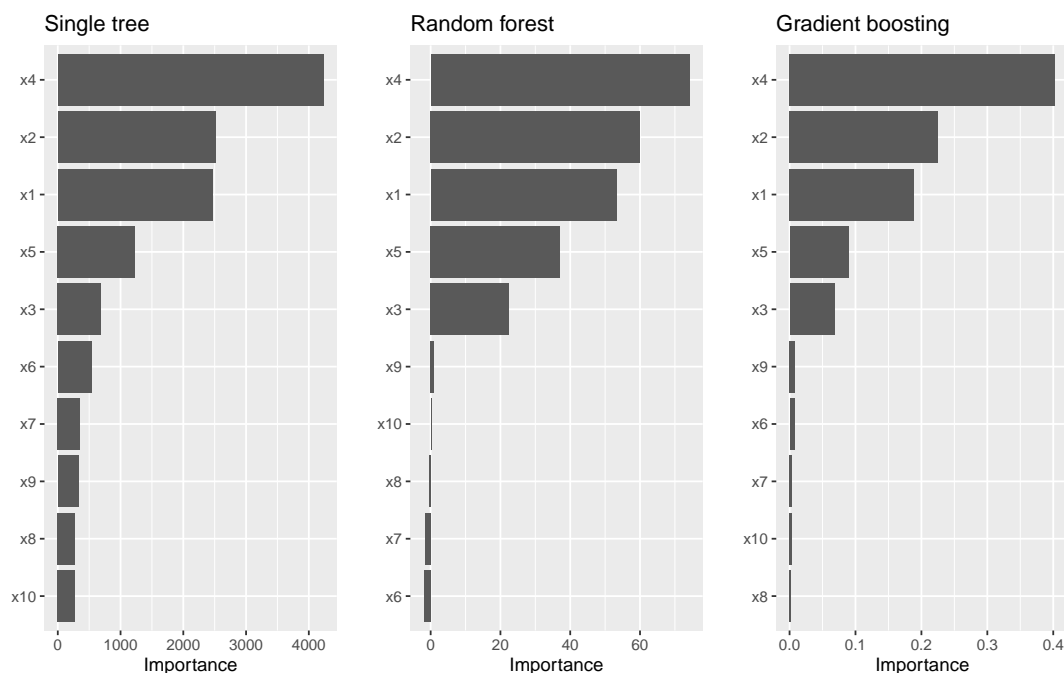 Single tree
x4
x2
x1
x5
x3
x6
x7
x9
x8
x10
0 1000 2000 3000 4000
Importance
Random forest
x4
x2
x1
x5
x3
x9
x10
x8
x7
x6
0 20 40 60
Importance
Gradient boosting
x4
x2
x1
x5
x3
x9
x6
x7
x10
x8
0.0 0.1 0.2 0.3 0.4
Importance